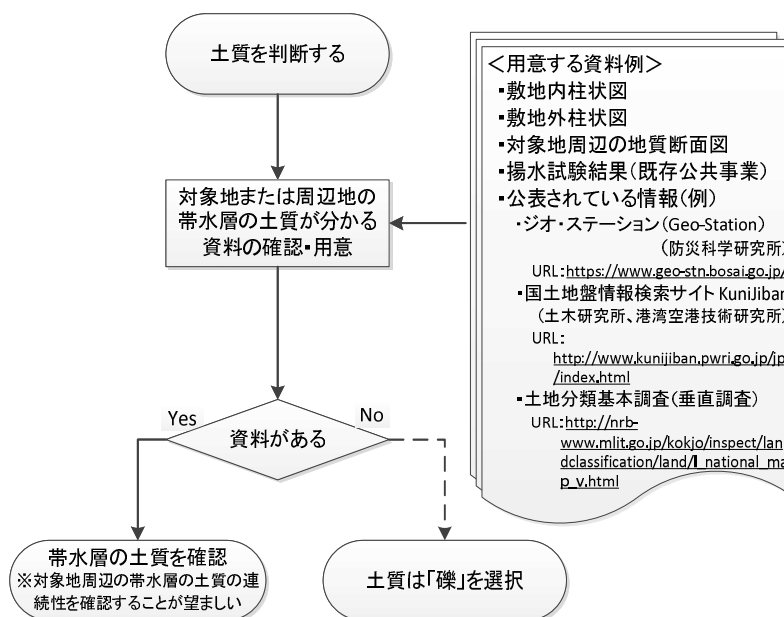 土質を判断する
対象地または周辺地の
帯水層の土質が分かる
資料の確認・用意
＜用意する資料例＞
・敷地内柱状図
・敷地外柱状図
・対象地周辺の地質断面図
・揚水試験結果(既存公共事業)
・公表されている情報(例)
・ジオ・ステーション(Geo-Station)
(防災科学研究所)
URL:https://www.geo-stn.bosai.go.jp/
・国土地盤情報検索サイト KuniJiban
(土木研究所、港湾空港技術研究所)
URL:
http://www.kunijiban.pwri.go.jp/jp
/index.html
・土地分類基本調査(垂直調査)
URL:http://nrb-
www.mlit.go.jp/kokjo/inspect/lan
dclassification/land/l_national_ma
p_v.html
資料がある
Yes
No
帯水層の土質を確認
※対象地周辺の帯水層の土質の連
続性を確認することが望ましい
土質は「礫」を選択